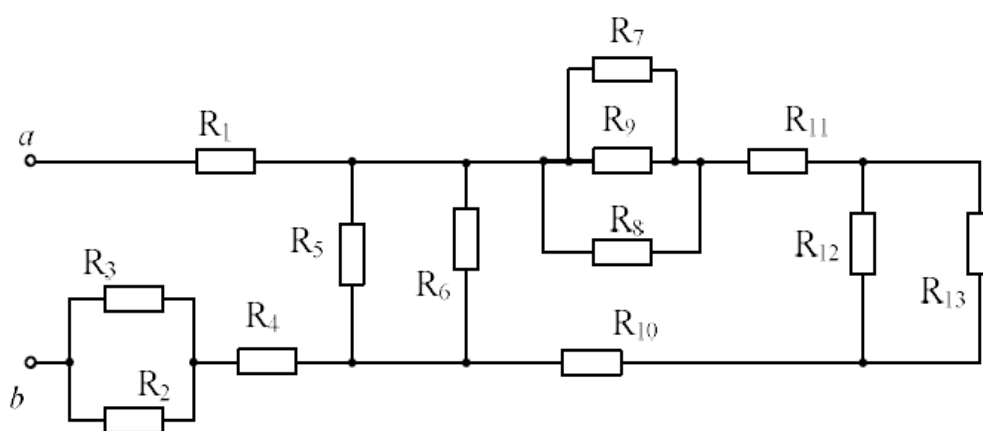 R₇
R₁
R₉
R₁₁
a
R₈
R₅
R₆
R₁₂
R₃
R₁₃
R₄
R₁₀
R₂
b